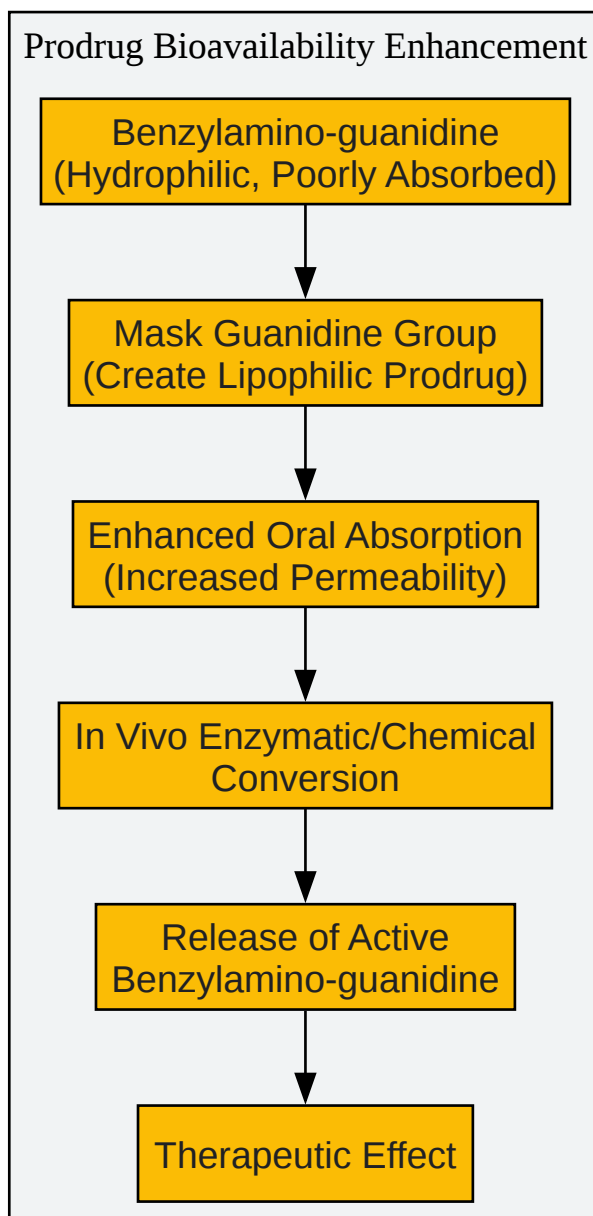 Prodrug Bioavailability Enhancement
Benzylamino-guanidine
(Hydrophilic, Poorly Absorbed)
Mask Guanidine Group
(Create Lipophilic Prodrug)
Enhanced Oral Absorption
(Increased Permeability)
In Vivo Enzymatic/Chemical
Conversion
Release of Active
Benzylamino-guanidine
Therapeutic Effect